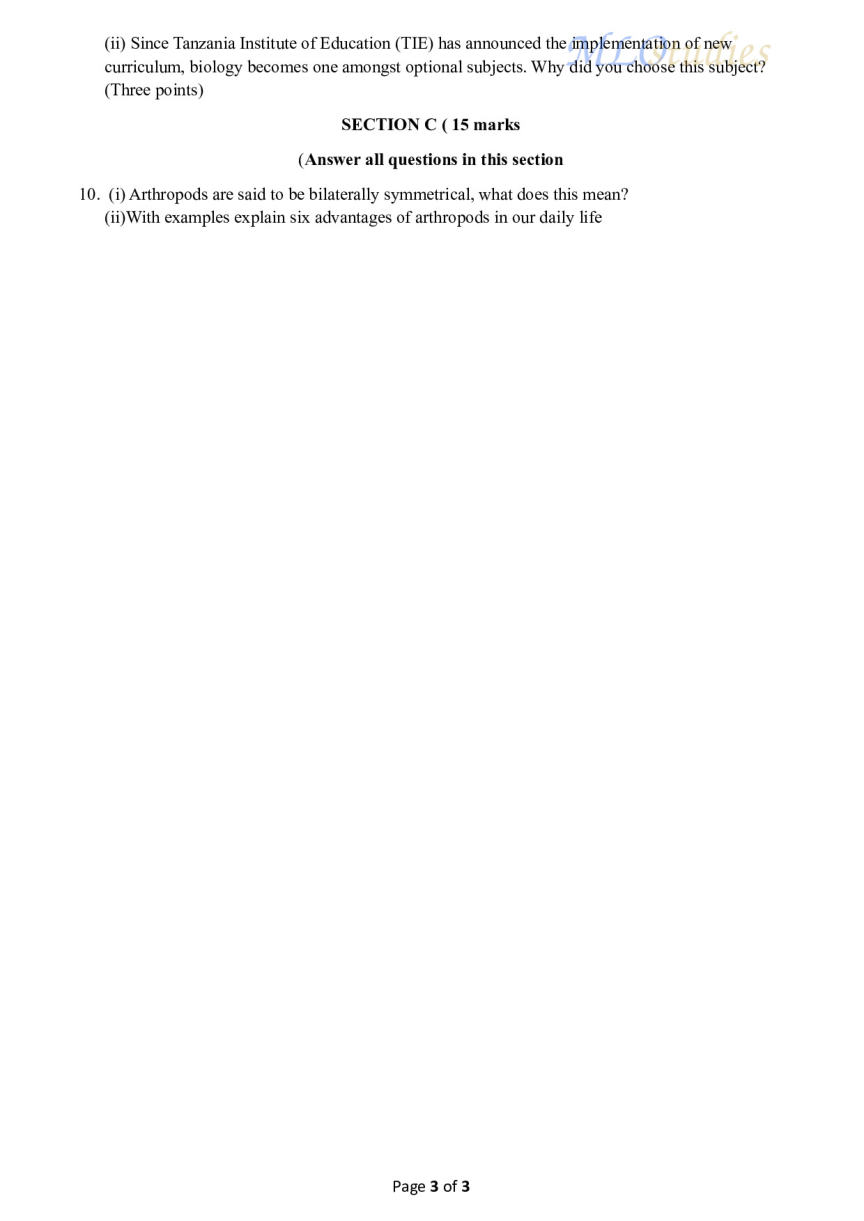 MLOtudies
(ii) Since Tanzania Institute of Education (TIE) has announced the implementation of new
curriculum, biology becomes one amongst optional subjects. Why did you choose this subject?
(Three points)
SECTION C ( 15 marks
(Answer all questions in this section
10. (i) Arthropods are said to be bilaterally symmetrical, what does this mean?
(ii)With examples explain six advantages of arthropods in our daily life
Page 3 of 3